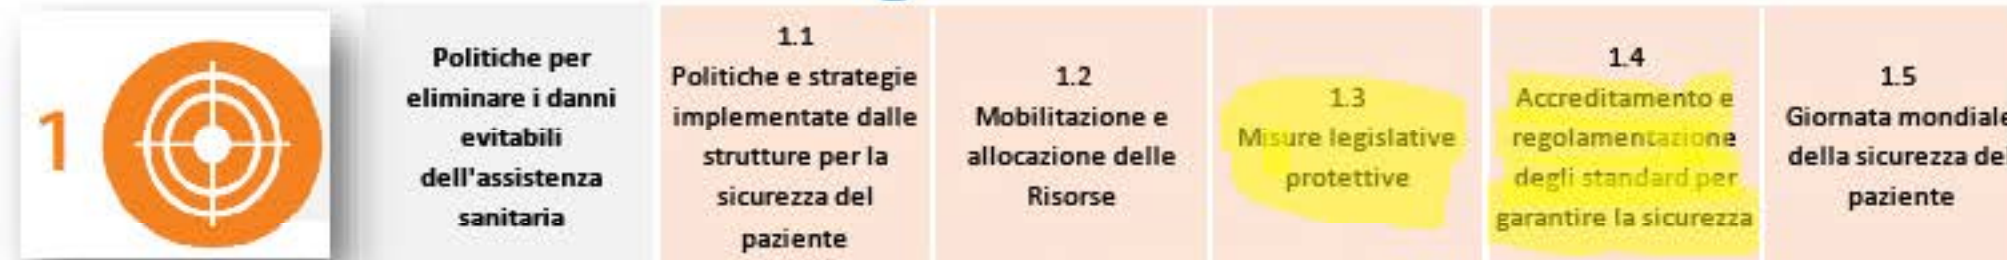 1
Politiche per
eliminare i danni
evitabili
dell'assistenza
sanitaria
1.1
Politiche e strategie
implementate dalle
strutture per la
sicurezza del
paziente
1.2
Mobilitazione e
allocazione delle
Risorse
1.3
Misure legislative
protettive
1.4
Accreditamento e
regolamentazione
degli standard per
garantire la sicurezza
1.5
Giornata mondiale
della sicurezza del
paziente